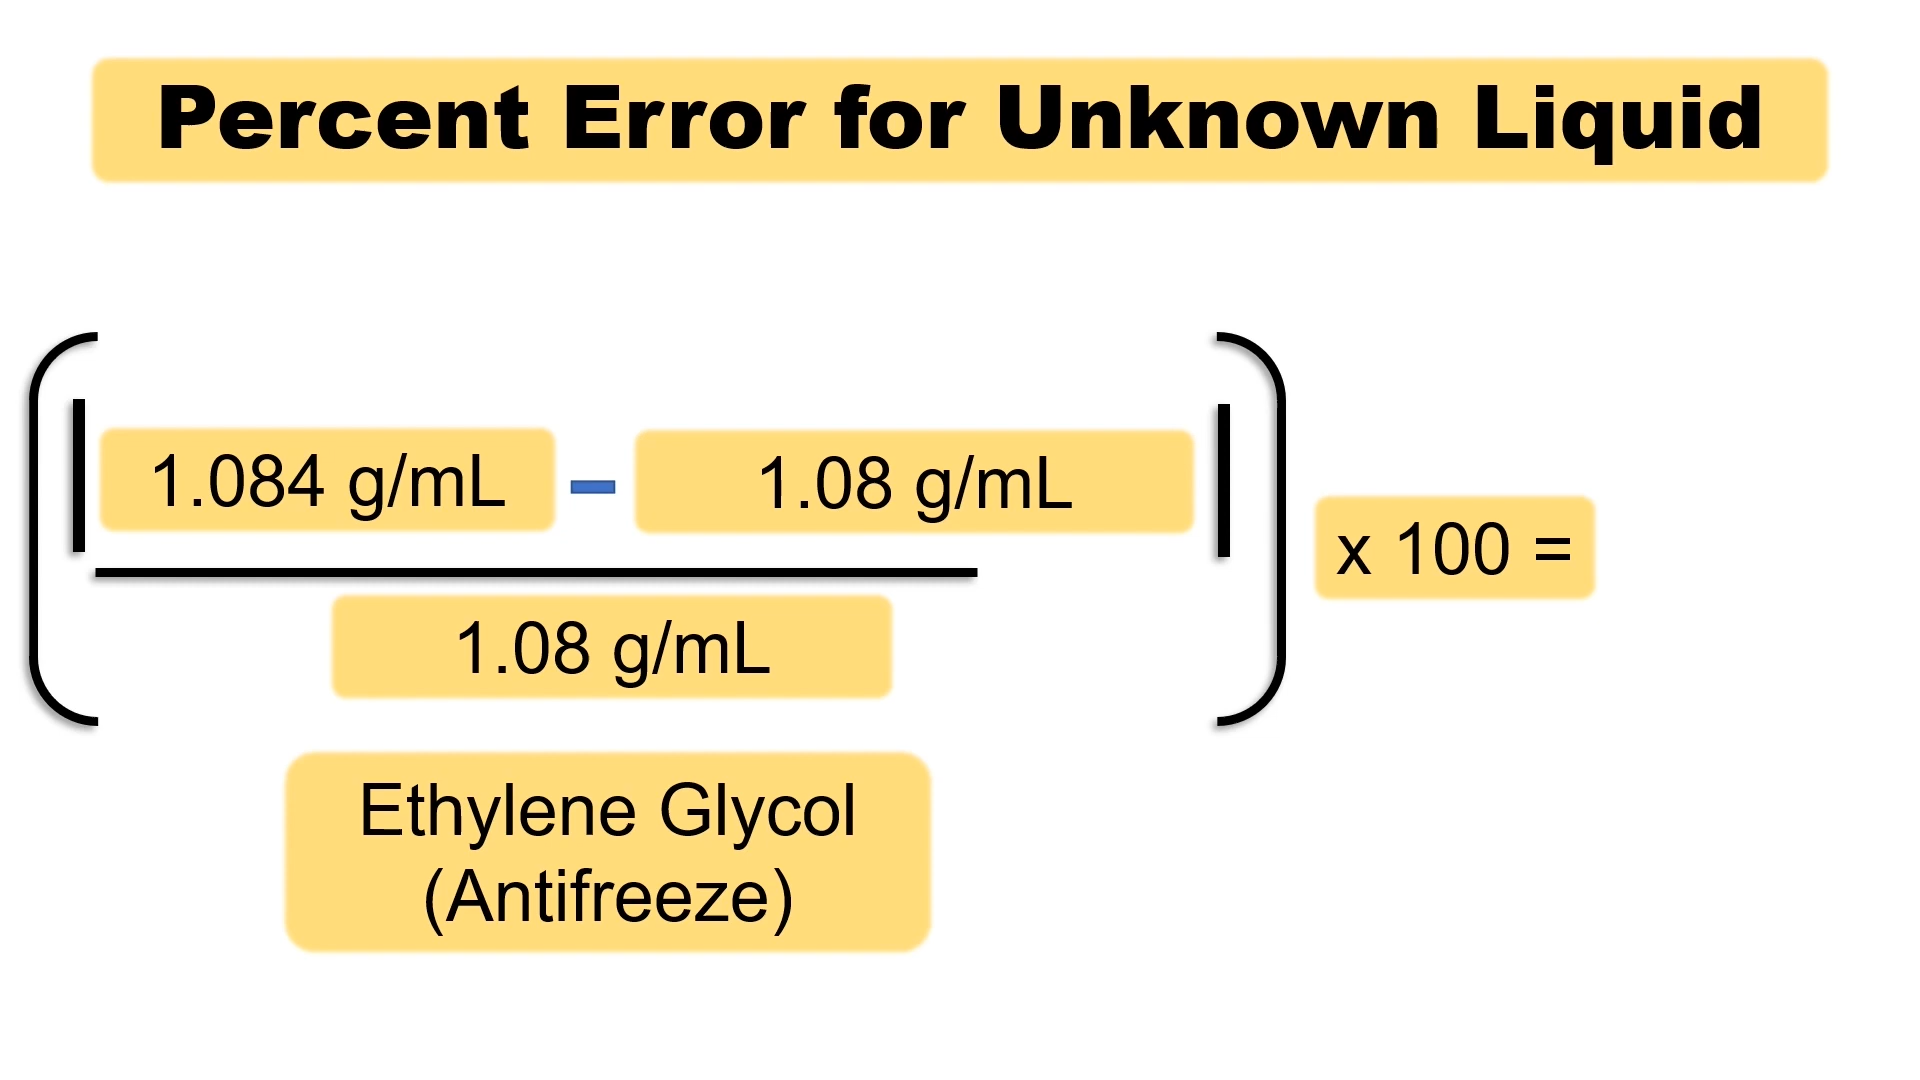 Percent Error for Unknown Liquid
1.084 g/mL – 1.08 g/mL
x 100 =
1.08 g/mL
Ethylene Glycol
(Antifreeze)